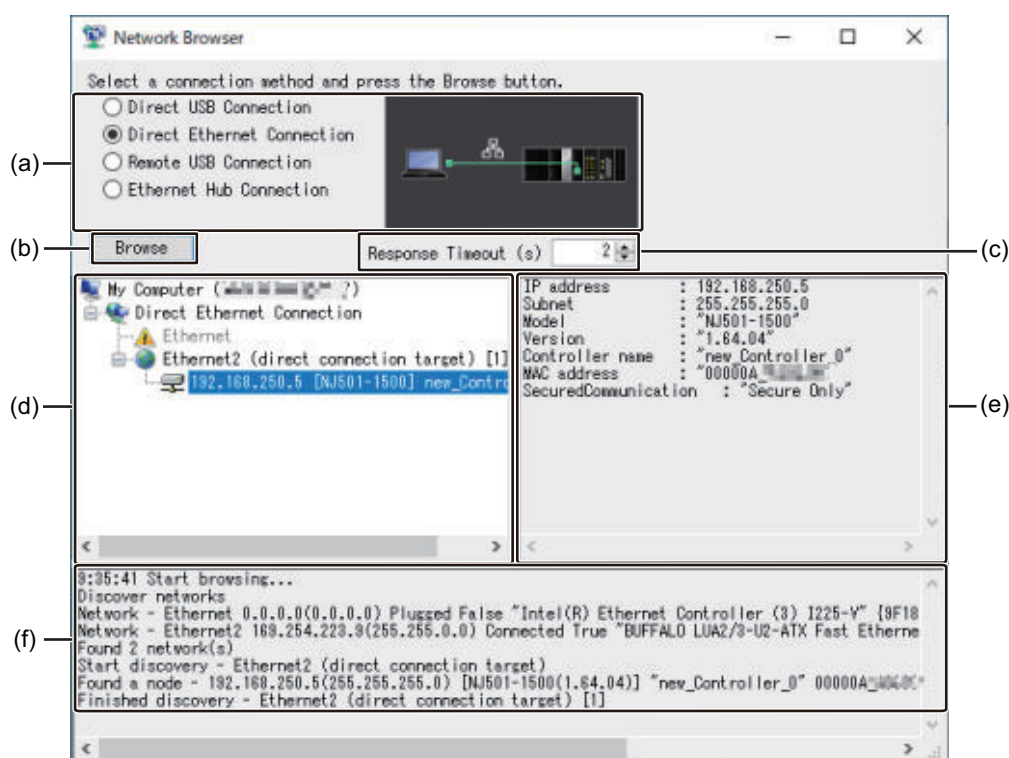 Network Browser
Select a connection method and press the Browse button.
Direct USB Connection
Direct Ethernet Connection
(a)
Remote USB Connection
Ethernet Hub Connection
(b)
Browse
Response Timeout (s) 2
(c)
My Computer (
Direct Ethernet Connection
Ethernet
Ethernet2 (direct connection target) [1]
192.168.250.5 [NJ501-1500] new_Contro
(d)
IP address : 192.168.250.5
Subnet : 255.255.255.0
Model : "NJ501-1500"
Version : "1.64.04"
Controller name : "new_Controller_0"
MAC address : "00000A_
SecuredCommunication : "Secure Only"
(e)
9:35:41 Start browsing...
Discover networks
Network - Ethernet 0.0.0.0(0.0.0.0) Plugged False "Intel(R) Ethernet Controller (3) I225-V" {9F18
Network - Ethernet2 169.254.223.9(255.255.0.0) Connected True "BUFFALO LUA2/3-U2-ATX Fast Etherne
(f)
Found 2 network(s)
Start discovery - Ethernet2 (direct connection target)
Found a node - 192.168.250.5(255.255.255.0) [NJ501-1500(1.64.04)] "new_Controller_0" 00000A_
Finished discovery - Ethernet2 (direct connection target) [1]